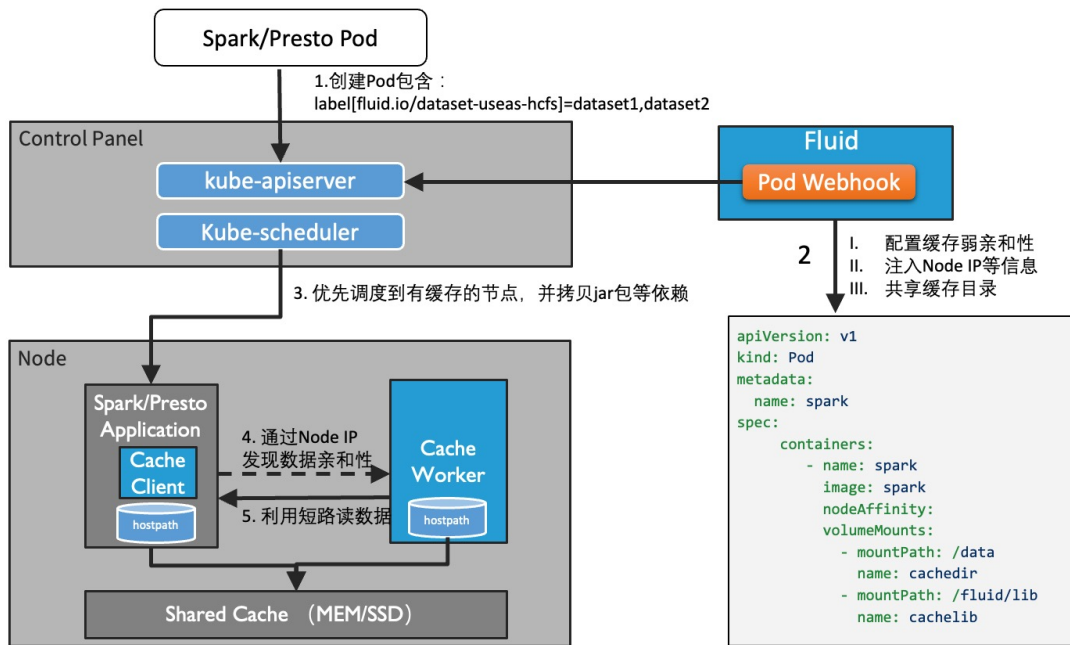 Spark/Presto Pod
1.创建Pod包含：
label[fluid.io/dataset-useas-hcfs]=dataset1,dataset2
Control Panel
kube-apiserver
Kube-scheduler
Fluid
Pod Webhook
2
I. 配置缓存弱亲和性
II. 注入Node IP等信息
III. 共享缓存目录
3. 优先调度到有缓存的节点，并拷贝jar包等依赖
Node
Spark/Presto
Application
Cache
Client
hostpath
4. 通过Node IP
发现数据亲和性
5. 利用短路读数据
Cache
Worker
hostpath
Shared Cache （MEM/SSD）
apiVersion: v1
kind: Pod
metadata:
name: spark
spec:
containers:
- name: spark
image: spark
nodeAffinity:
volumeMounts:
- mountPath: /data
name: cachedir
- mountPath: /fluid/lib
name: cachelib